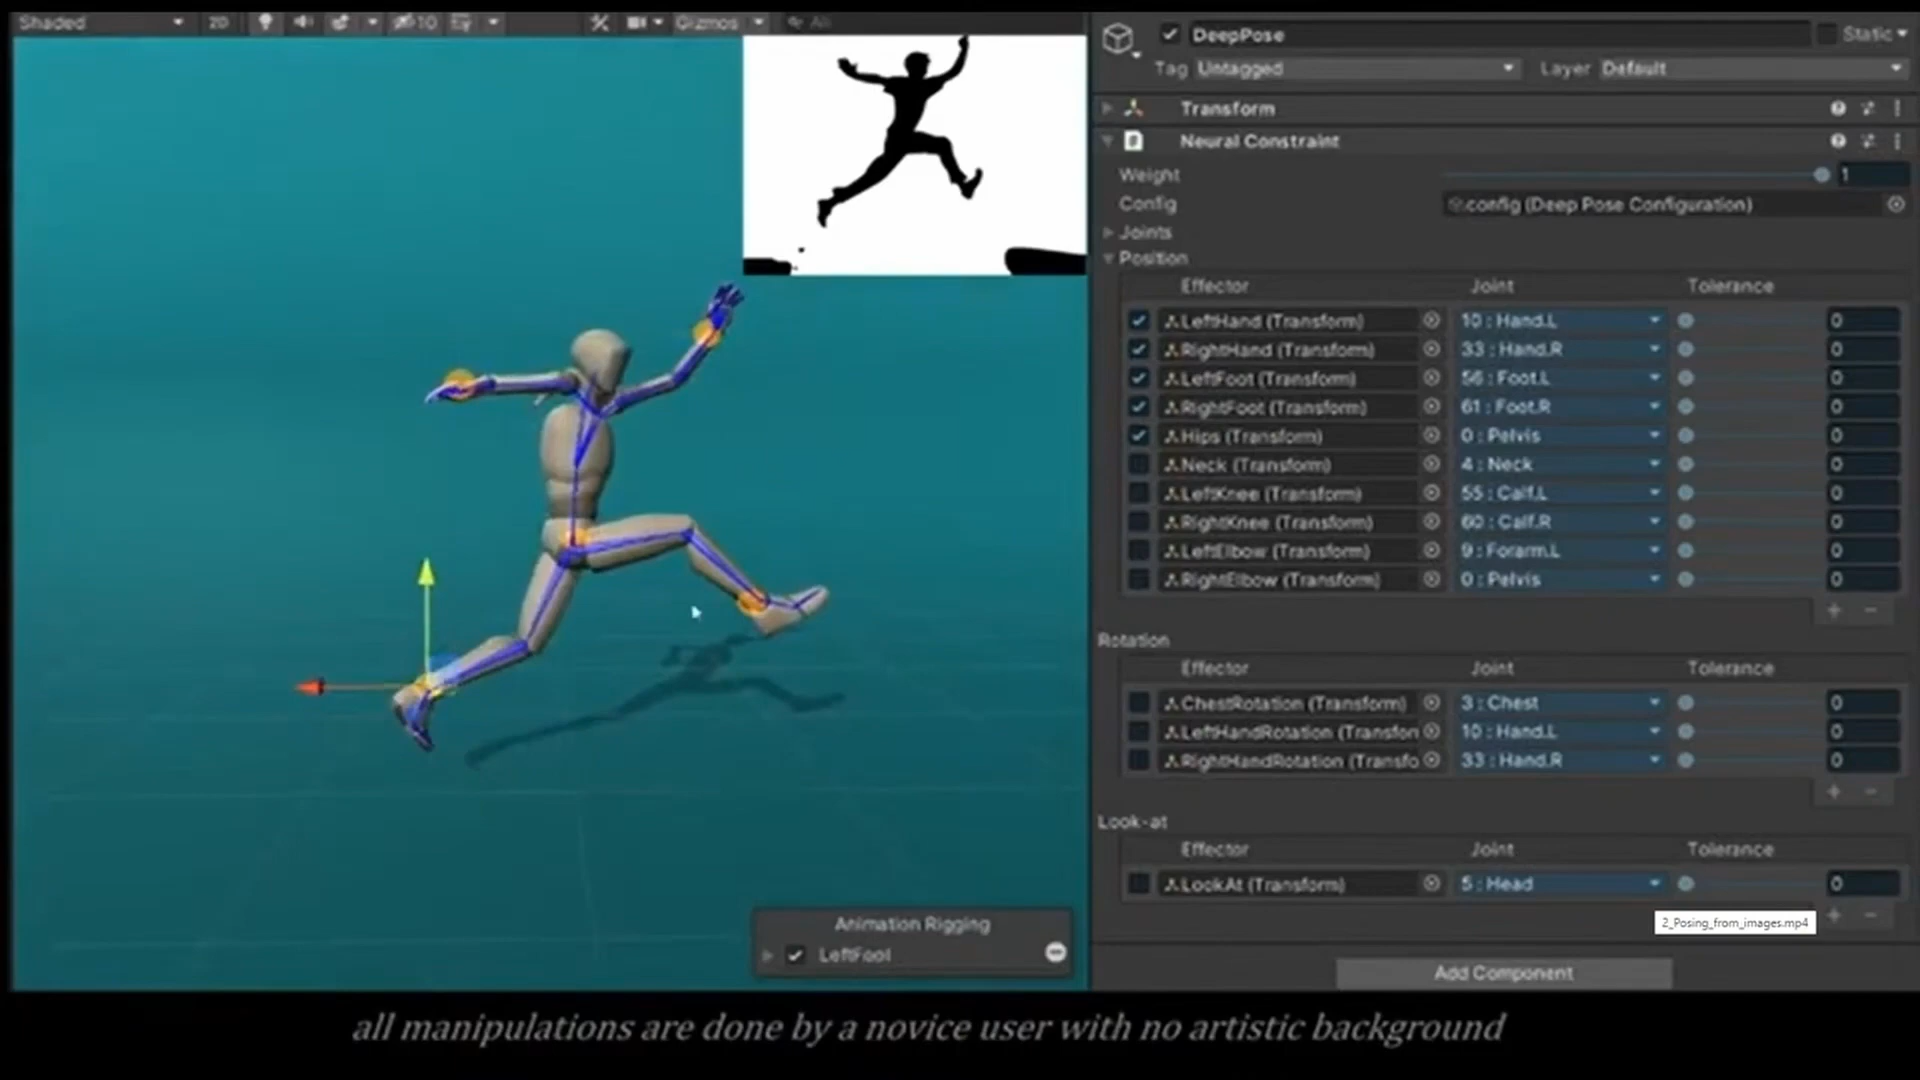 Shaded 2D 10 Gizmos All
DeepPose Static
Tag Untagged Layer Default
Transform
Neural Constraint
Weight 1
Config config (Deep Pose Configuration)
Joints
Position
Effector Joint Tolerance
LeftHand (Transform) 10 : Hand.L 0
RightHand (Transform) 33 : Hand.R 0
LeftFoot (Transform) 56 : Foot.L 0
RightFoot (Transform) 61 : Foot.R 0
Hips (Transform) 0 : Pelvis 0
Neck (Transform) 4 : Neck 0
LeftKnee (Transform) 55 : Calf.L 0
RightKnee (Transform) 60 : Calf.R 0
LeftElbow (Transform) 9 : Forarm.L 0
RightElbow (Transform) 0 : Pelvis 0
Rotation
Effector Joint Tolerance
ChestRotation (Transform) 3 : Chest 0
LeftHandRotation (Transfor 10 : Hand.L 0
RightHandRotation (Transfo 33 : Hand.R 0
Look-at
Effector Joint Tolerance
LookAt (Transform) 5 : Head 0
2_Posing_from_images.mp4
Add Component
Animation Rigging
LeftFoot
all manipulations are done by a novice user with no artistic background